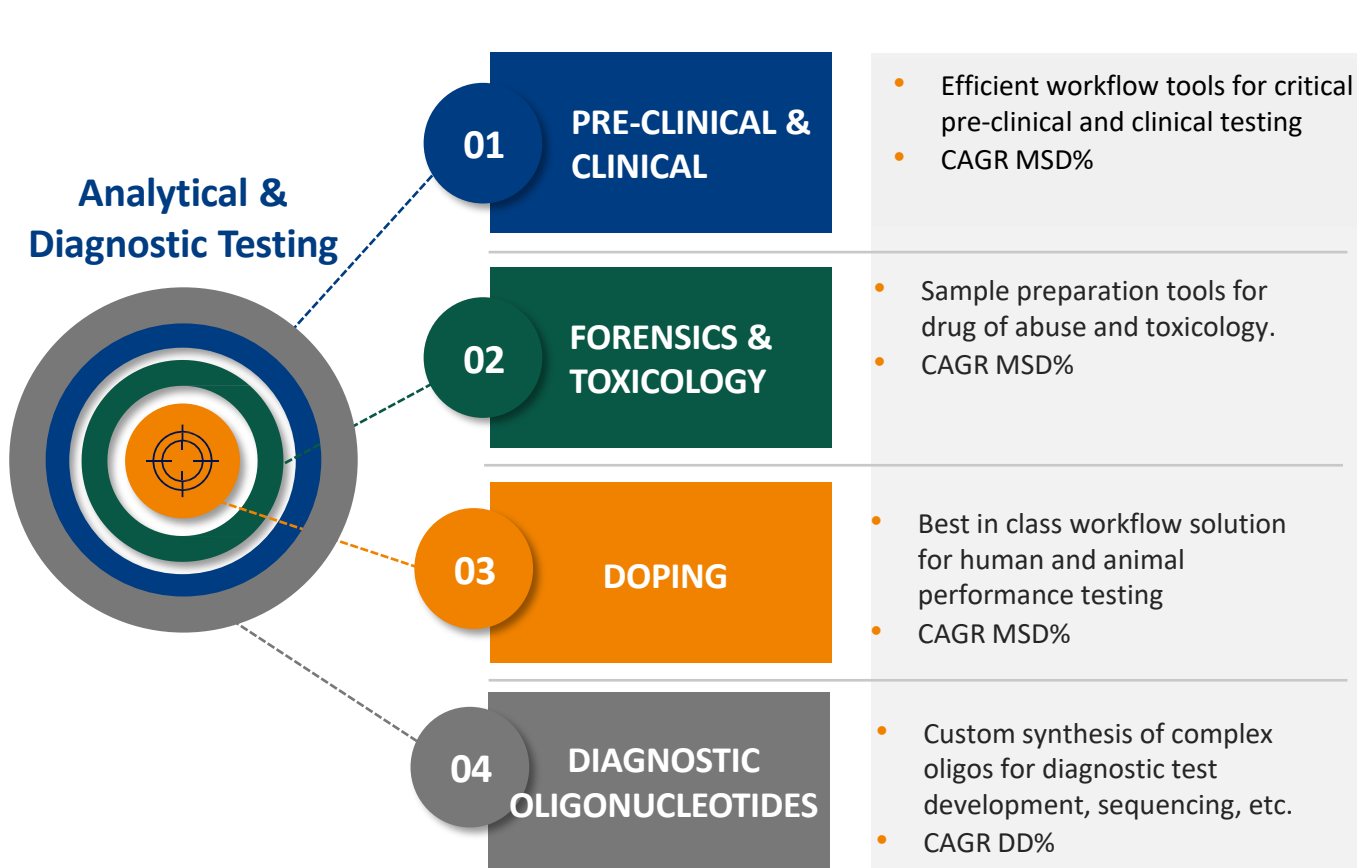 Analytical &
Diagnostic Testing
01
PRE-CLINICAL &
CLINICAL
• Efficient workflow tools for critical
pre-clinical and clinical testing
• CAGR MSD%
02
FORENSICS &
TOXICOLOGY
• Sample preparation tools for
drug of abuse and toxicology.
• CAGR MSD%
03
DOPING
• Best in class workflow solution
for human and animal
performance testing
• CAGR MSD%
04
DIAGNOSTIC
OLIGONUCLEOTIDES
• Custom synthesis of complex
oligos for diagnostic test
development, sequencing, etc.
• CAGR DD%